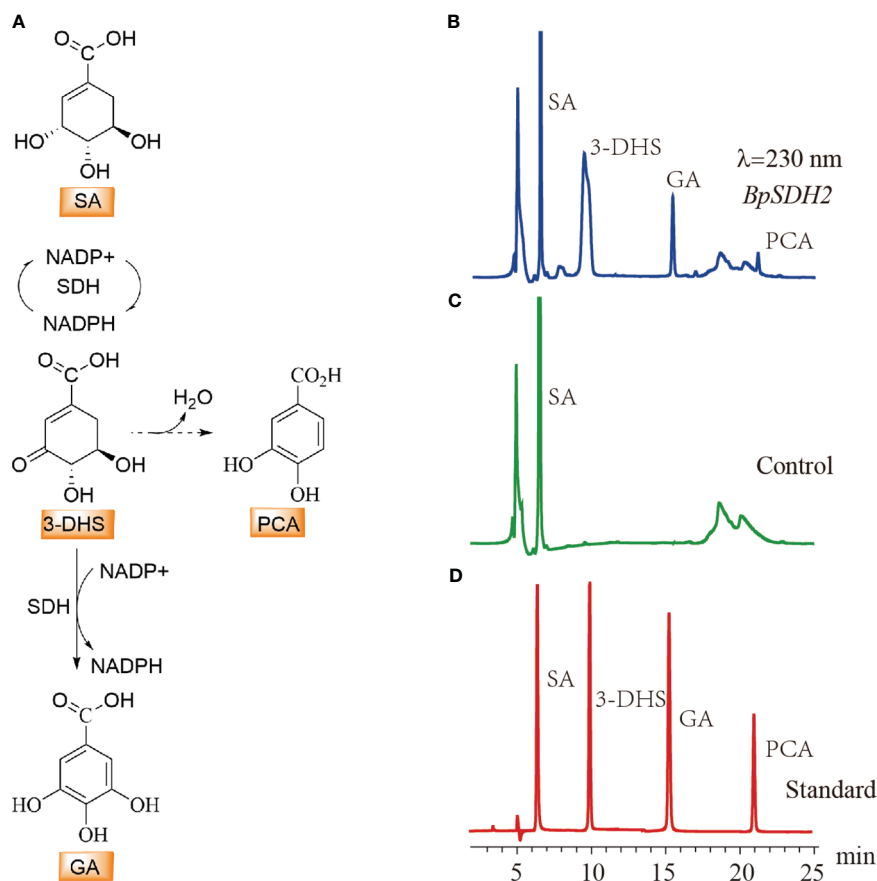 A
O
C
OH
HO
OH
OH
SA
NADP+
SDH
NADPH
O
C
OH
O
OH
OH
3-DHS
H2O
CO2H
HO
OH
PCA
NADP+
SDH
NADPH
O
C
OH
HO
OH
OH
GA
B
SA
3-DHS
GA
λ=230 nm
BpSDH2
PCA
C
SA
Control
D
SA
3-DHS
GA
PCA
Standard
5 10 15 20 25 min